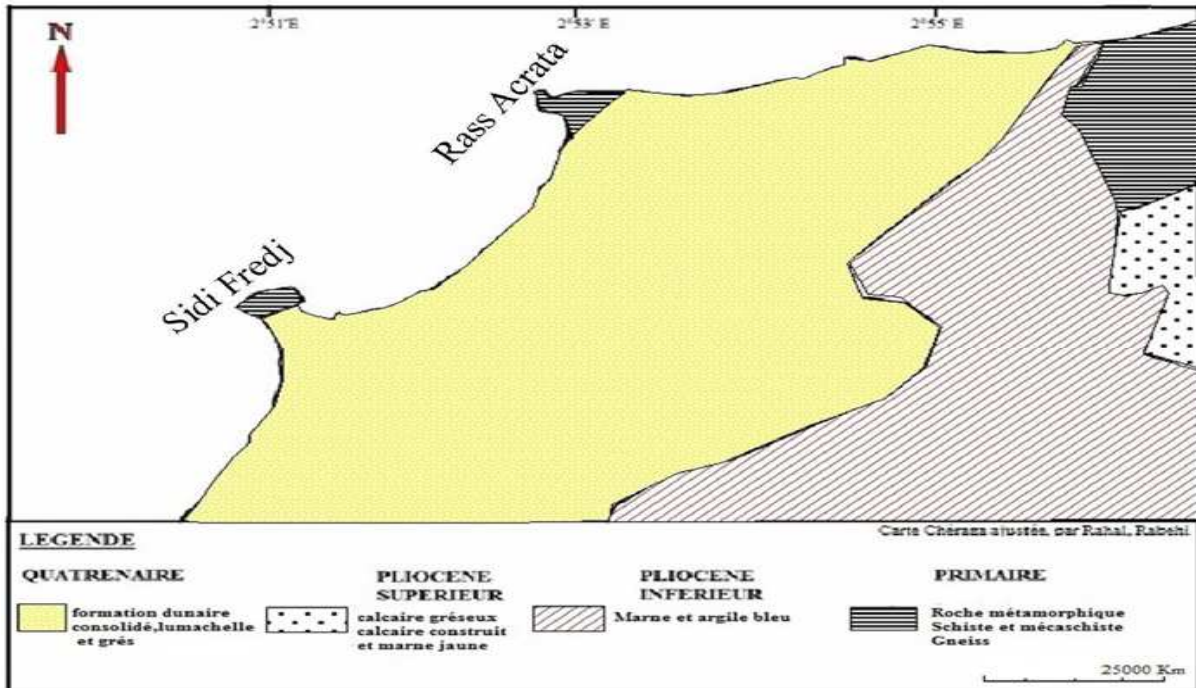 2°51'E 2°53' E 2°55' E
N
Rass Acrata
Sidi Fredj
Carte Chéraga ajustée, par Rahal, Rabehi
LEGENDE
QUATRENAIRE
formation dunaire
consolidé,lumachelle
et grés
PLIOCENE
SUPERIEUR
calcaire gréseux
calcaire construit
et marne jaune
PLIOCENE
INFERIEUR
Marne et argile bleu
PRIMAIRE
Roche métamorphique
Schiste et mécaschiste
Gneiss
25000 Km